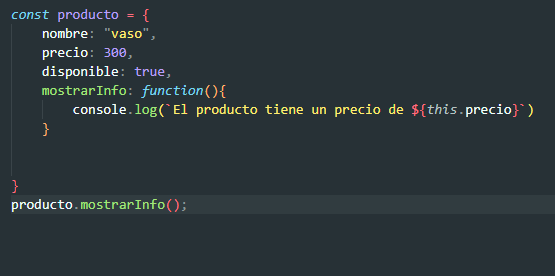 const producto = {
    nombre: "vaso",
    precio: 300,
    disponible: true,
    mostrarInfo: function(){
        console.log(`El producto tiene un precio de ${this.precio}`)
    }
}
producto.mostrarInfo();